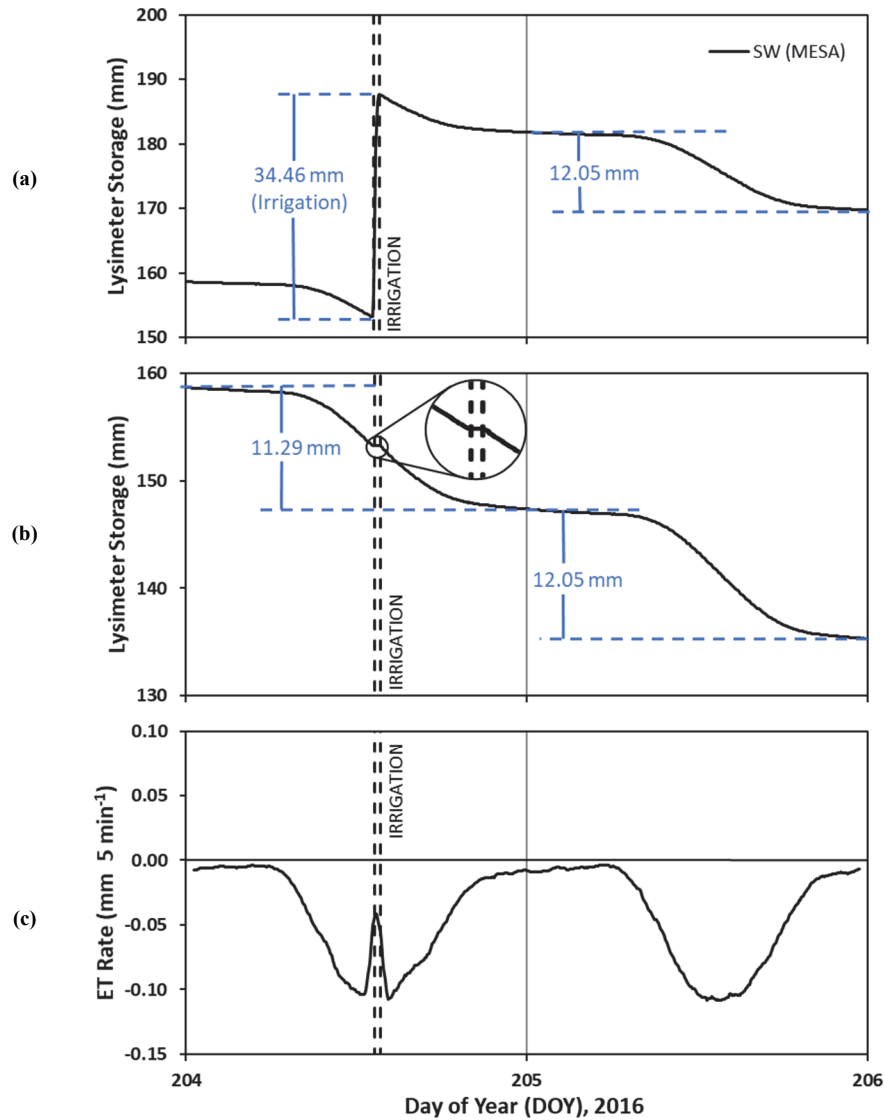 200
190
180
170
160
150
Lysimeter Storage (mm)
(a)
SW (MESA)
34.46 mm
(Irrigation)
12.05 mm
IRRIGATION
160
150
140
130
Lysimeter Storage (mm)
(b)
11.29 mm
12.05 mm
IRRIGATION
0.10
0.05
0.00
-0.05
-0.10
-0.15
ET Rate (mm 5 min⁻¹)
(c)
IRRIGATION
204
205
206
Day of Year (DOY), 2016